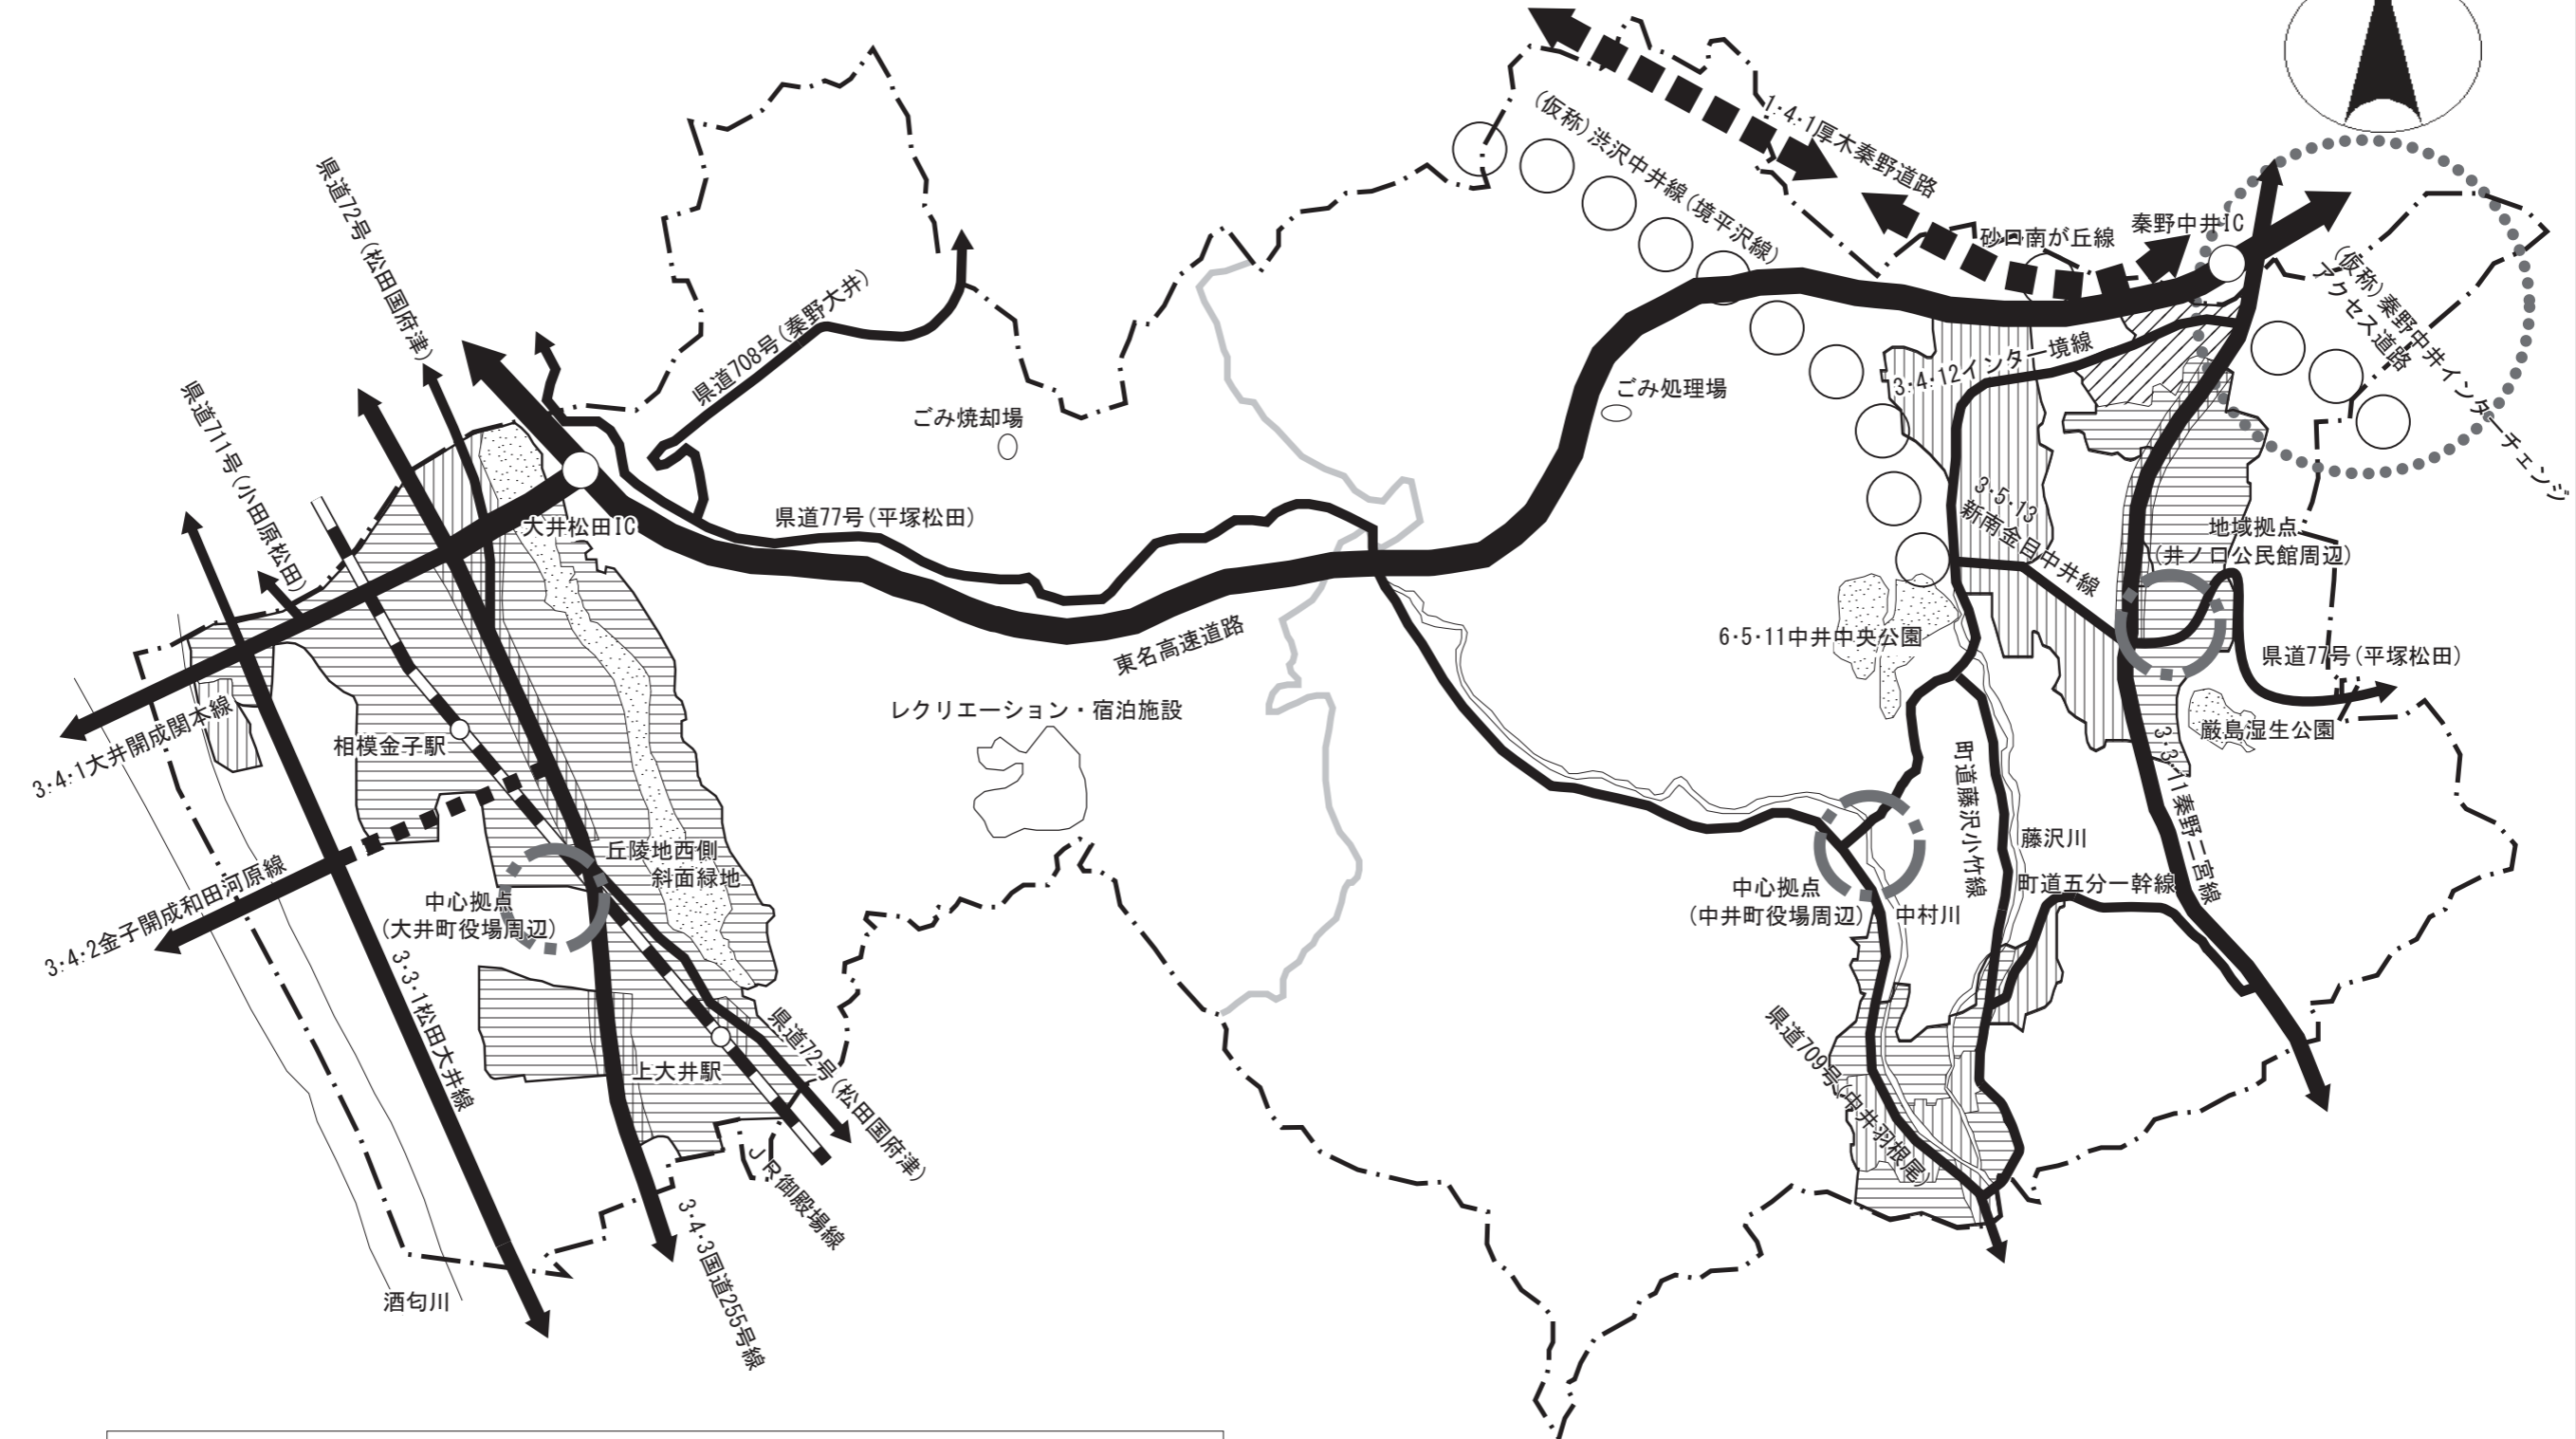 1・4・1厚木秦野道路
(仮称)渋沢中井線(境平沢線)
砂口南が丘線
秦野中井IC
(仮称)秦野中井インターチェンジ
アクセス道路
県道72号(松田国府津)
県道708号(秦野大井)
県道711号(小田原松田)
ごみ焼却場
ごみ処理場
3・4・12インター境線
大井松田IC
県道77号(平塚松田)
3・5・13
新南金目中井線
地域拠点
(井ノ口公民館周辺)
東名高速道路
6・5・11中井中央公園
県道77号(平塚松田)
レクリエーション・宿泊施設
厳島湿生公園
3・4・1大井開成関本線
相模金子駅
町道藤沢小竹線
3・3・11秦野二宮線
藤沢川
丘陵地西側
斜面緑地
町道五分一幹線
3・4・2金子開成和田河原線
中心拠点
(大井町役場周辺)
中心拠点
(中井町役場周辺)
中村川
3・3・1松田大井線
県道72号(松田国府津)
県道709号(中井羽根尾)
上大井駅
JR御殿場線
3・4・3国道255号線
酒匂川